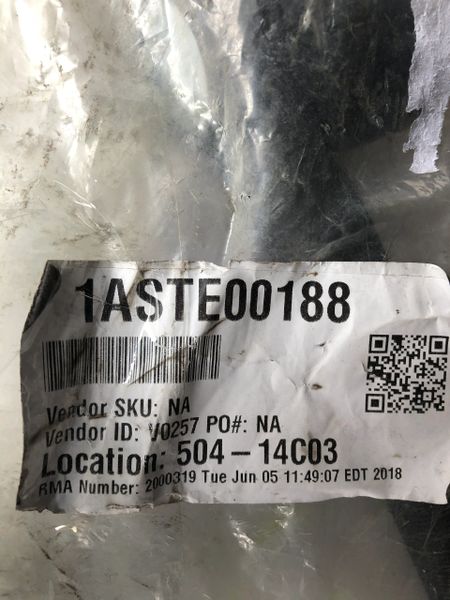 1ASTE00188
Vendor SKU: NA
Vendor ID: V0257 PO#: NA
Location: 504-14C03
RMA Number: 2000319 Tue Jun 05 11:49:07 EDT 2018